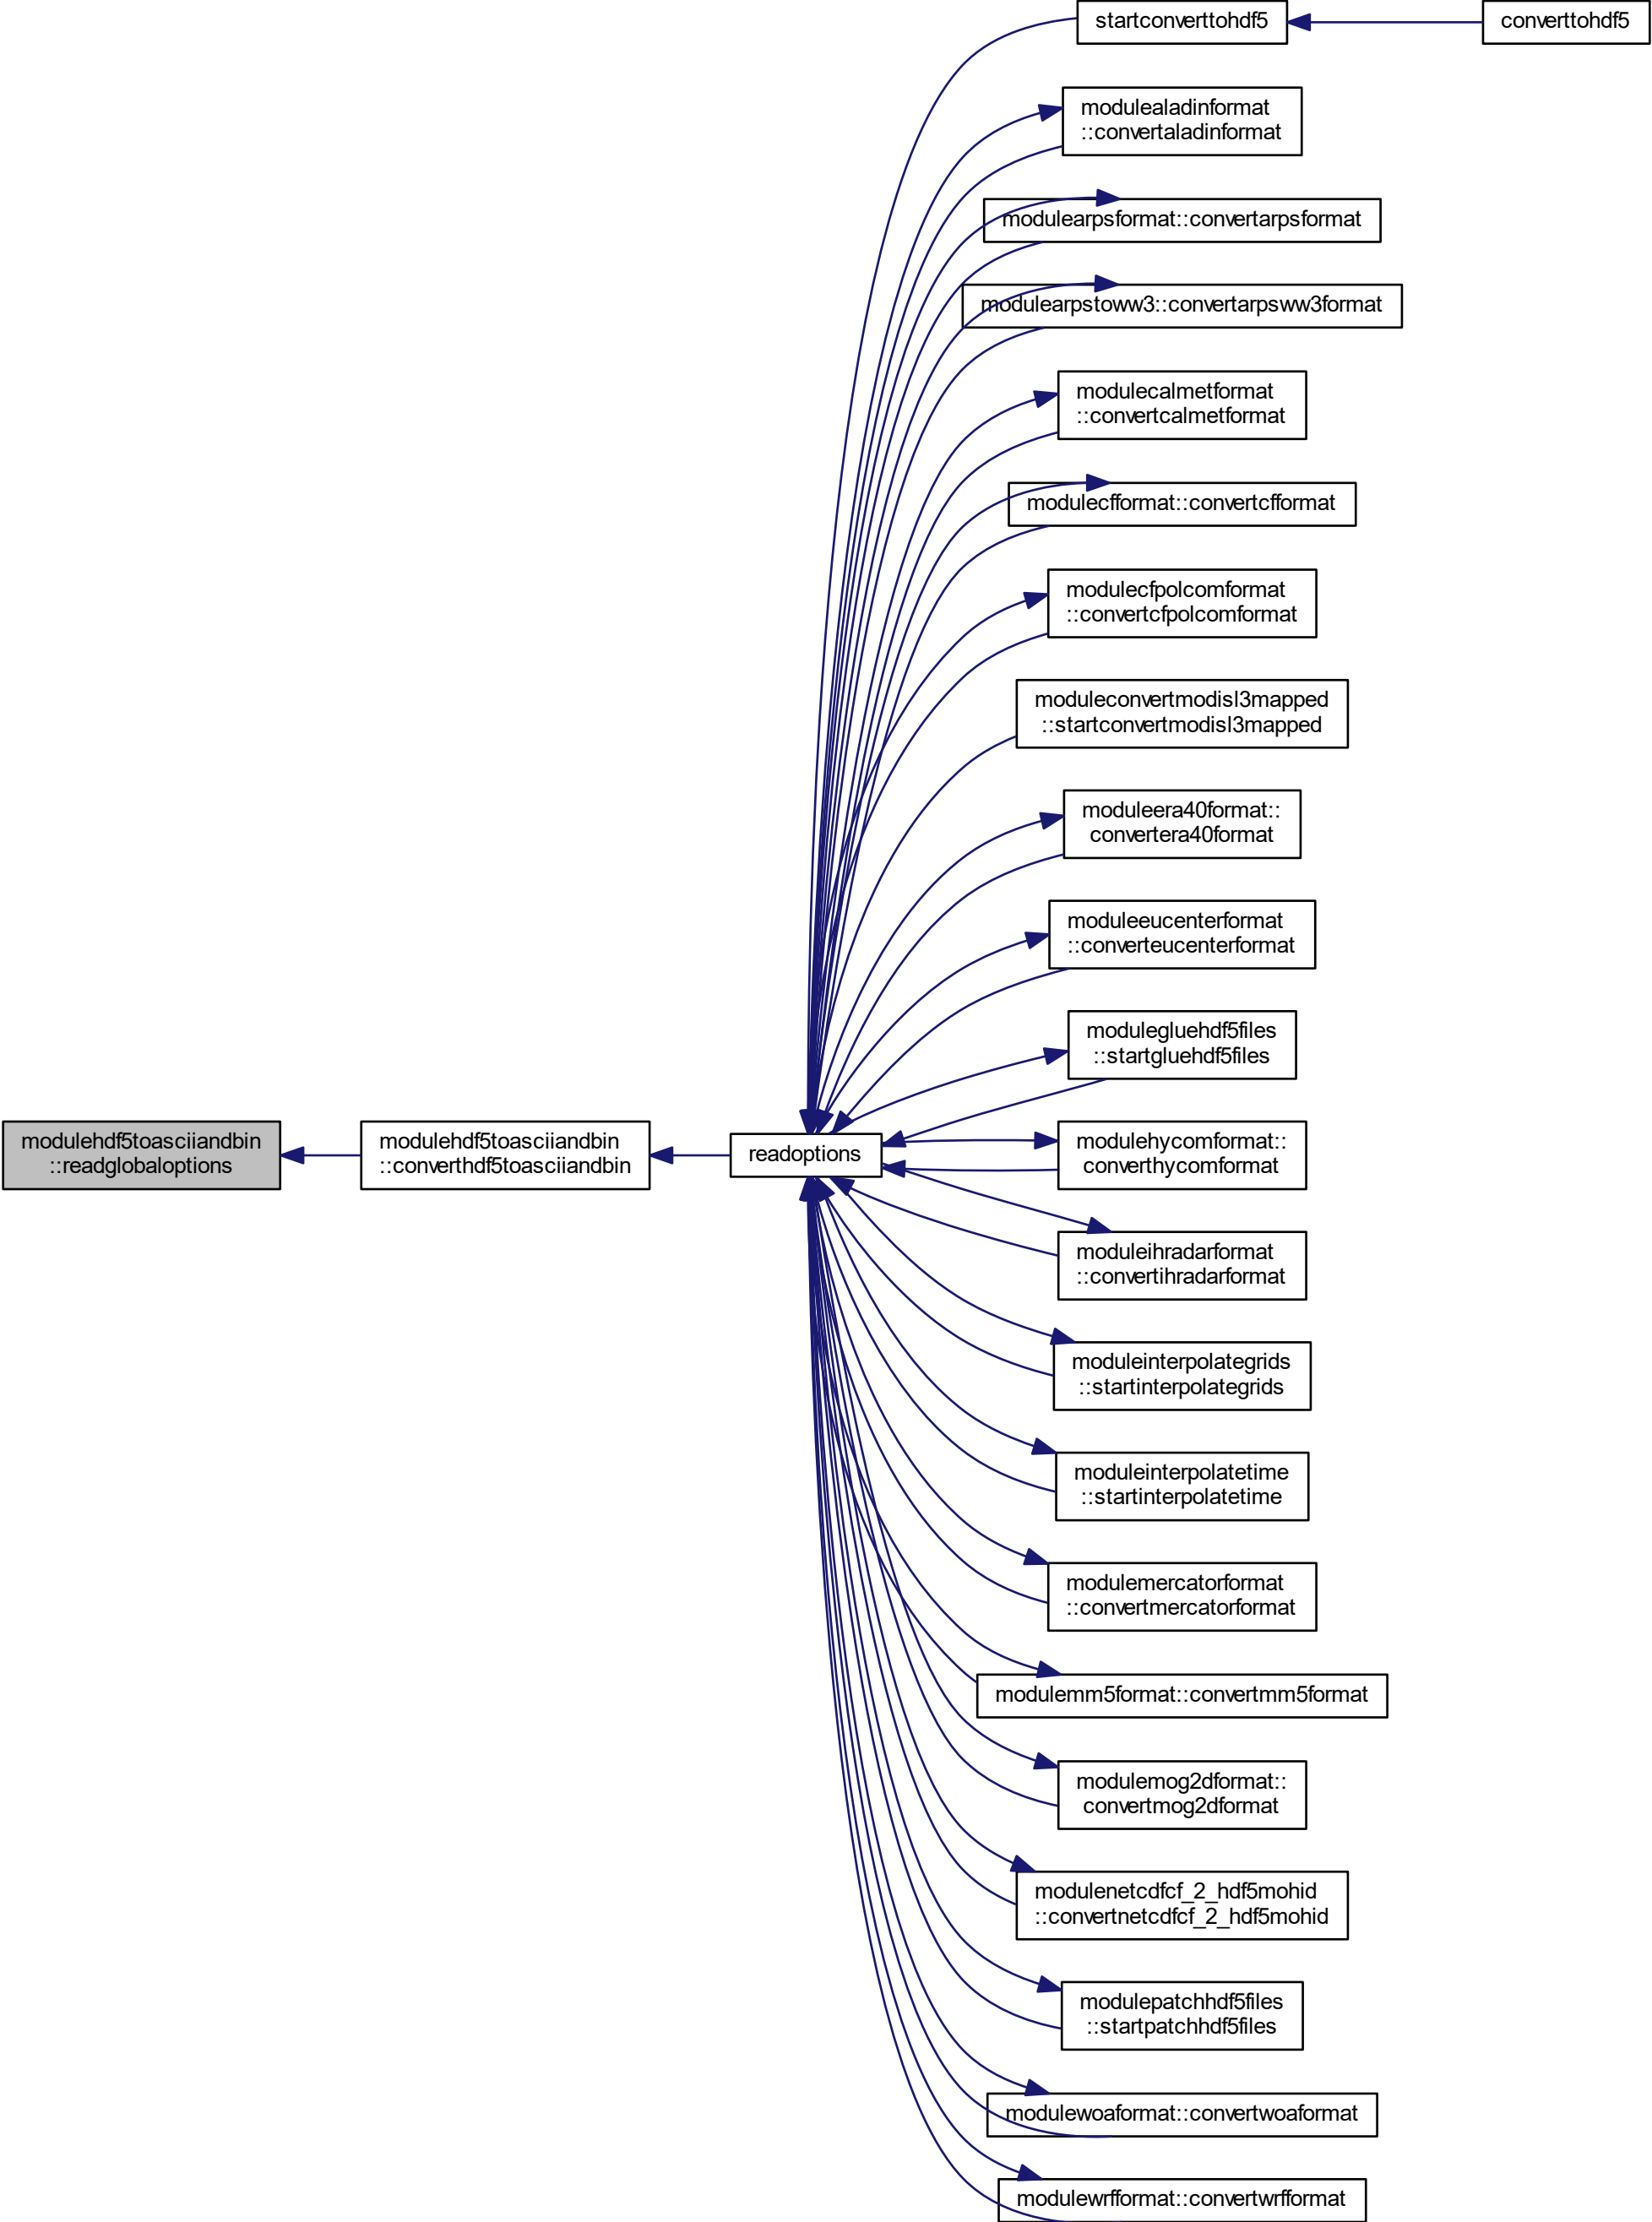 startconverttohdf5
converttohdf5
modulealadinformat
::convertaladinformat
modulearpsformat::convertarpsformat
modulearpstoww3::convertarpsww3format
modulecalmetformat
::convertcalmetformat
modulecfformat::convertcfformat
modulecfpolcomformat
::convertcfpolcomformat
moduleconvertmodisl3mapped
::startconvertmodisl3mapped
moduleera40format::
convertera40format
moduleeucenterformat
::converteucenterformat
modulegluehdf5files
::startgluehdf5files
modulehdf5toasciiandbin
::readglobaloptions
modulehdf5toasciiandbin
::converthdf5toasciiandbin
readoptions
modulehycomformat::
converthycomformat
moduleihradarformat
::convertihradarformat
moduleinterpolategrids
::startinterpolategrids
moduleinterpolatetime
::startinterpolatetime
modulemercatorformat
::convertmercatorformat
modulemm5format::convertmm5format
modulemog2dformat::
convertmog2dformat
modulenetcdfcf_2_hdf5mohid
::convertnetcdfcf_2_hdf5mohid
modulepatchhdf5files
::startpatchhdf5files
modulewoaformat::convertwoaformat
modulewrfformat::convertwrfformat